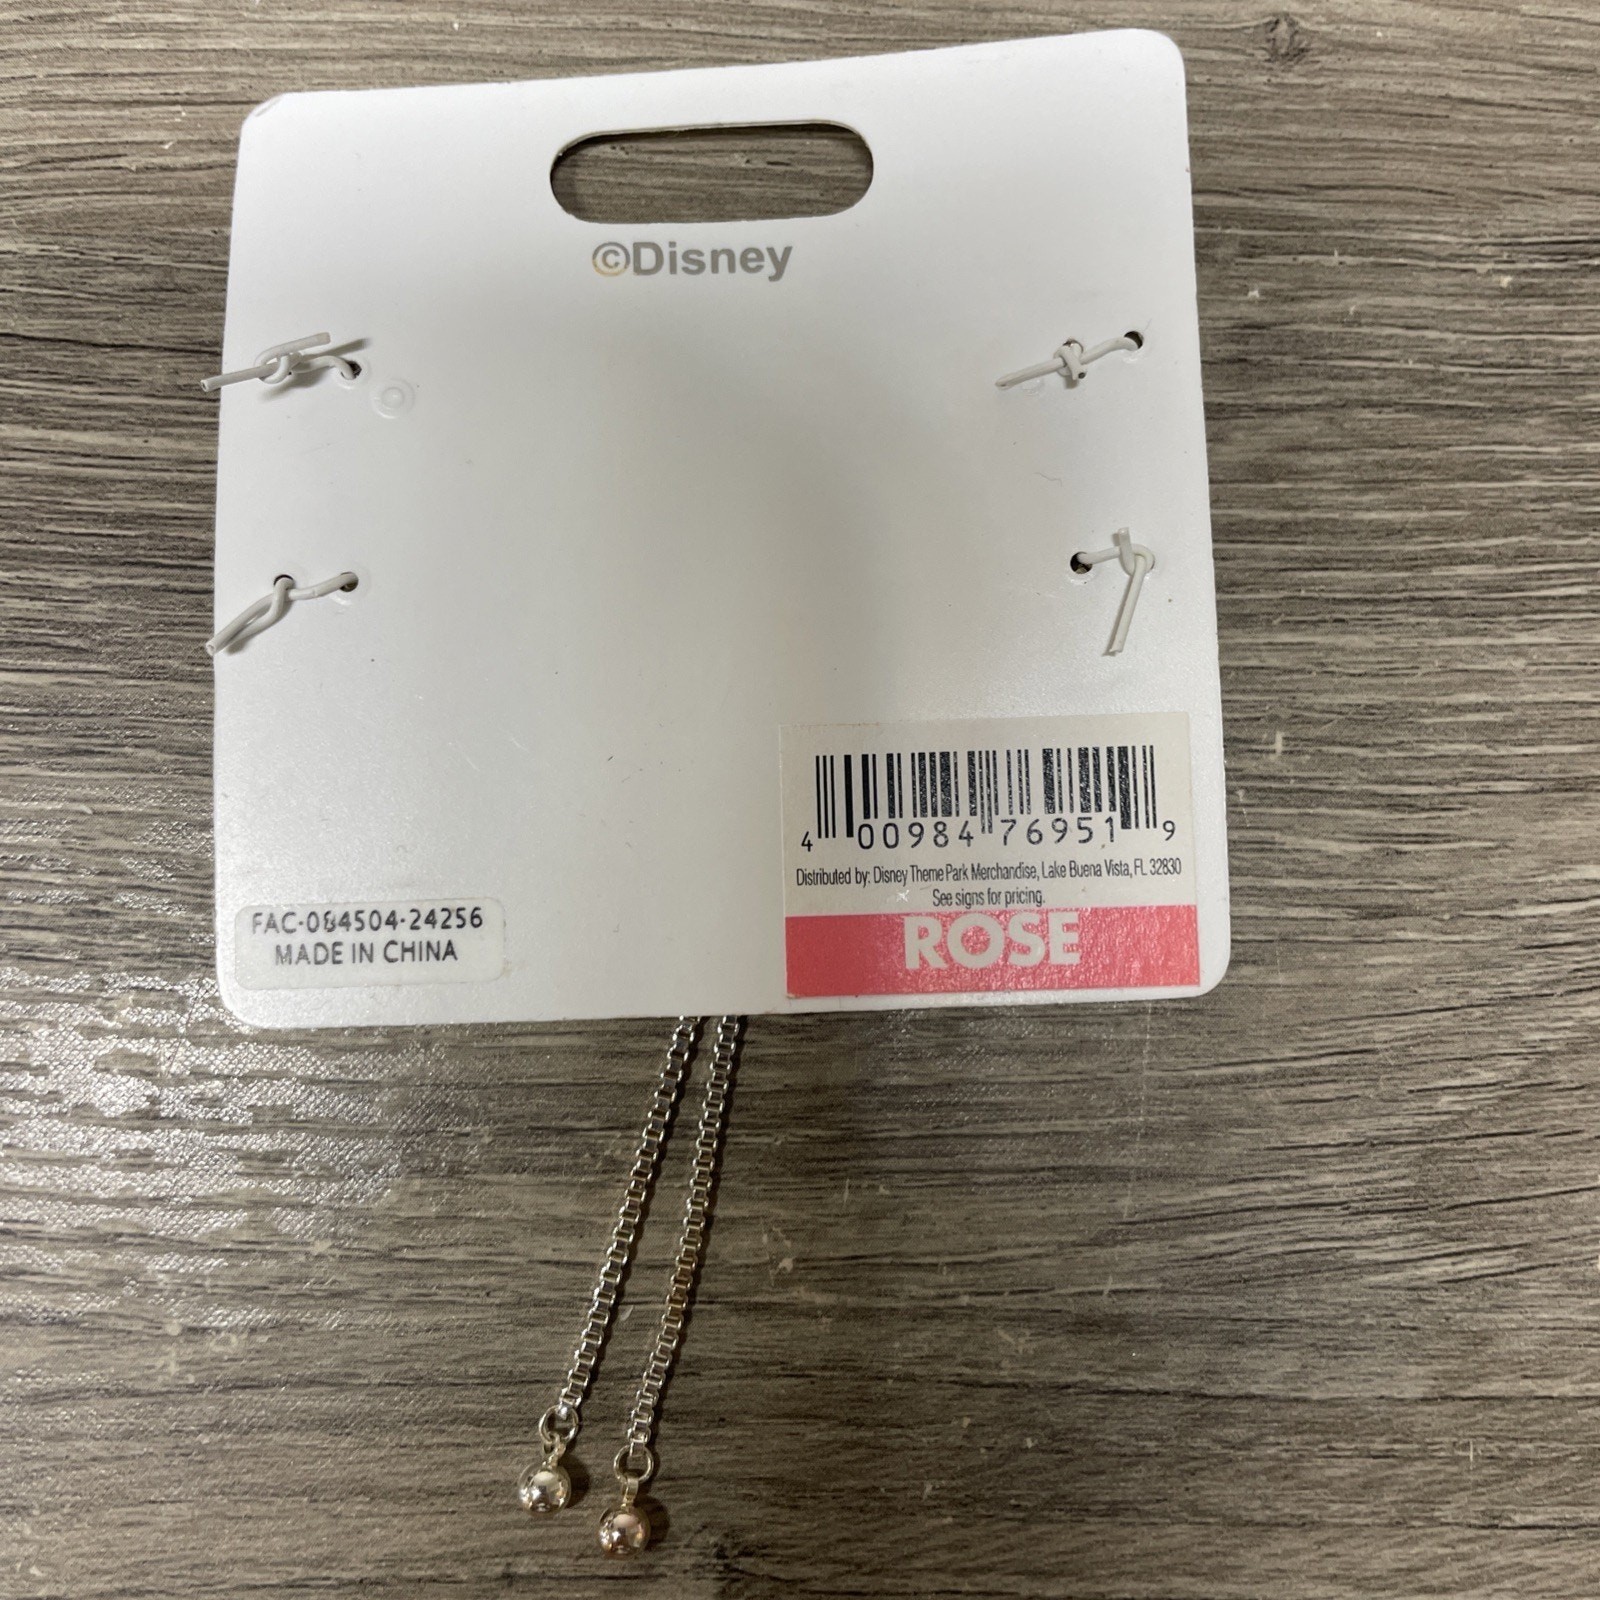 ©Disney
4 00984 76951 9
Distributed by: Disney Theme Park Merchandise, Lake Buena Vista, FL 32830
See signs for pricing.
ROSE
FAC-084504-24256
MADE IN CHINA